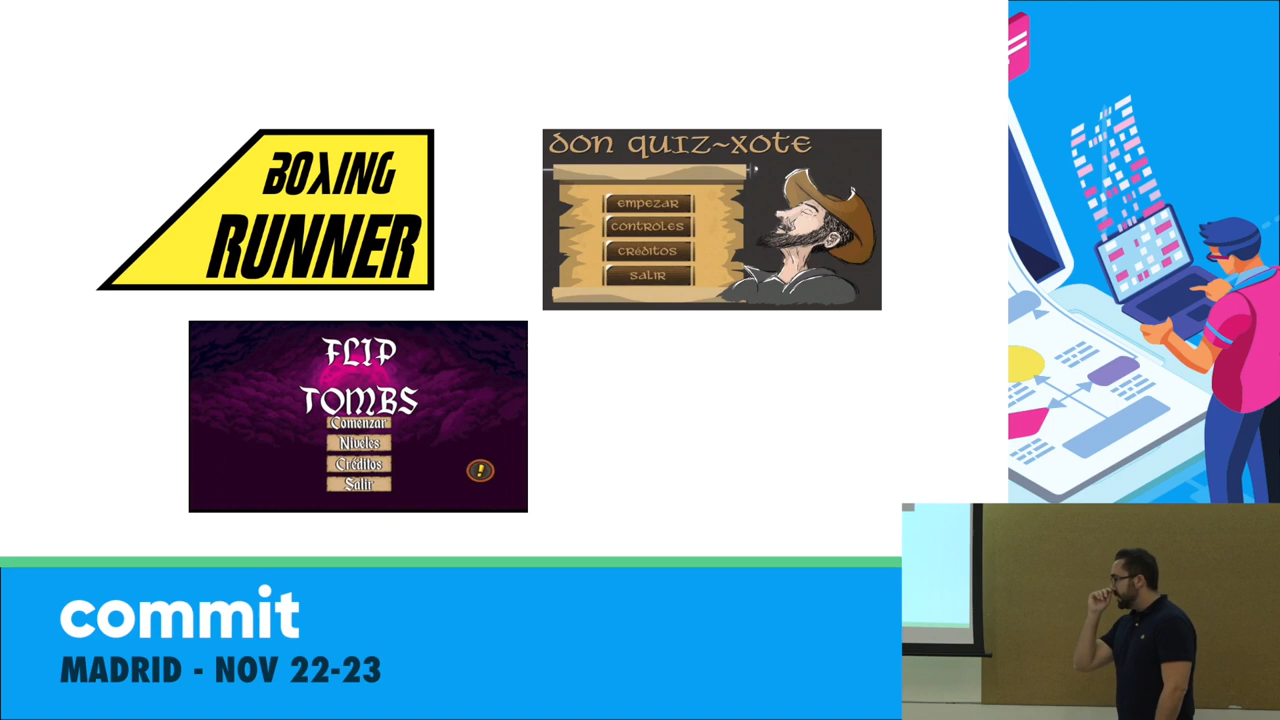 BOXING
RUNNER
DON QUIZ~XOTE
EMPEZAR
CONTROLES
CRÉDITOS
SALIR
FLIP
TOMBS
Comenzar
Niveles
Créditos
Salir
!
commit
MADRID - NOV 22-23